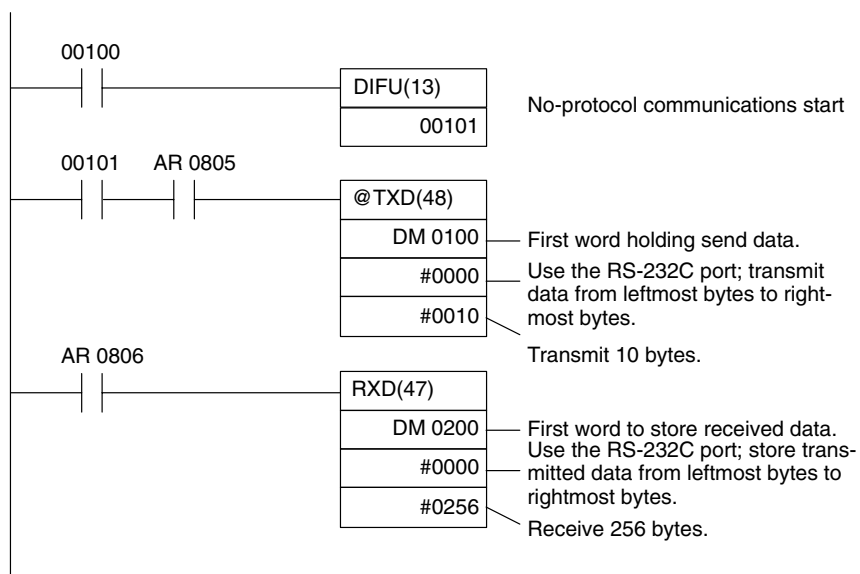 00100
DIFU(13)
00101
No-protocol communications start
00101 AR 0805
@TXD(48)
DM 0100
First word holding send data.
#0000
Use the RS-232C port; transmit
data from leftmost bytes to right-
most bytes.
#0010
Transmit 10 bytes.
AR 0806
RXD(47)
DM 0200
First word to store received data.
#0000
Use the RS-232C port; store trans-
mitted data from leftmost bytes to
rightmost bytes.
#0256
Receive 256 bytes.